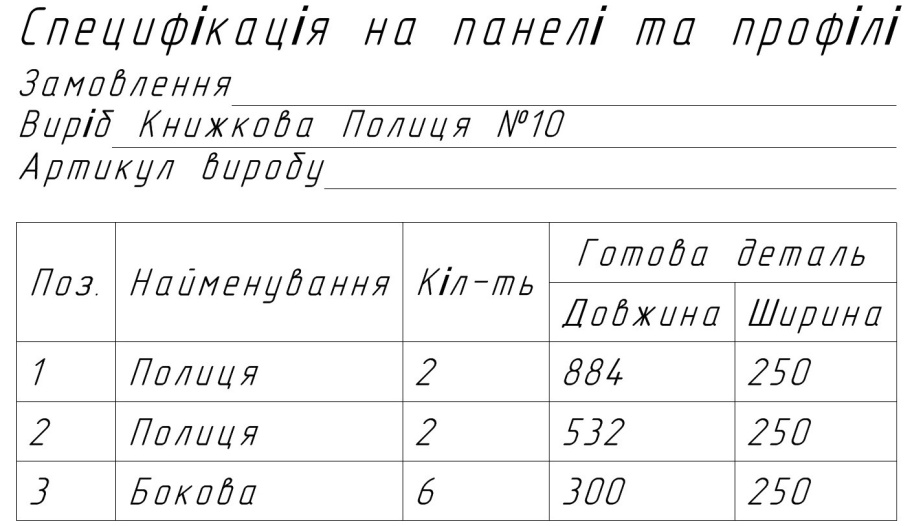 Специфікація на панелі та профілі
Замовлення
Виріб Книжкова Полиця №10
Артикул виробу
Поз. Найменування Кіл-ть Готова деталь
Довжина Ширина
1 Полиця 2 884 250
2 Полиця 2 532 250
3 Бокова 6 300 250